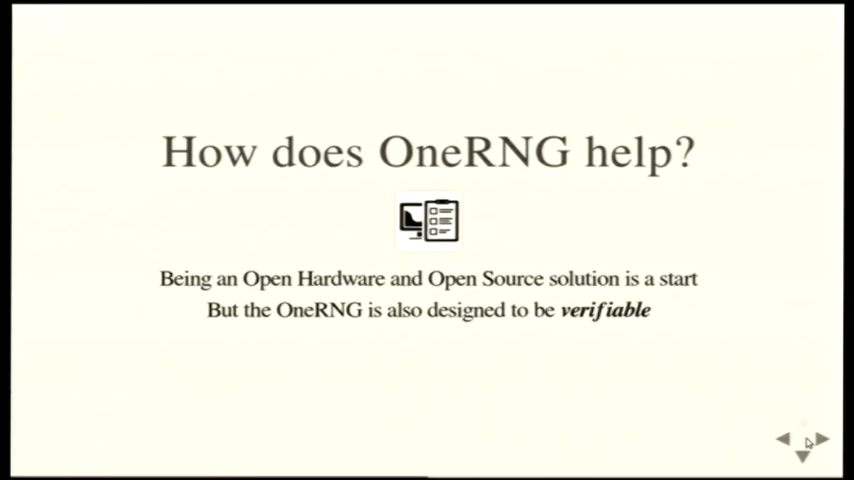 How does OneRNG help?
Being an Open Hardware and Open Source solution is a start
But the OneRNG is also designed to be verifiable